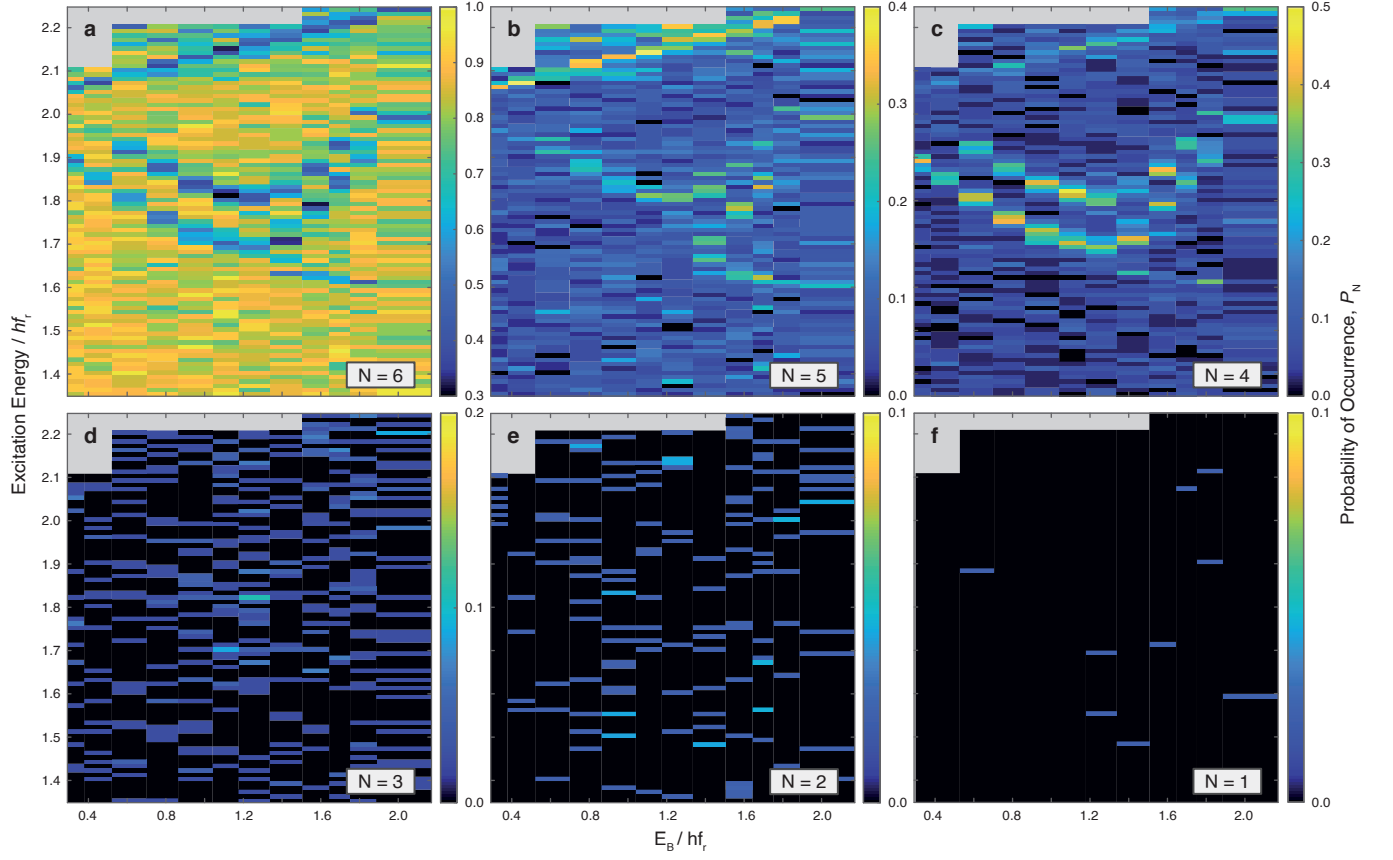 a
b
c
2.2
2.1
2.0
1.9
1.8
1.7
1.6
1.5
1.4
1.0
0.9
0.8
0.7
0.6
0.5
0.4
0.3
0.4
0.3
0.2
0.1
0.0
0.5
0.4
0.3
0.2
0.1
0.0
N = 6
N = 5
N = 4
d
e
f
2.2
2.1
2.0
1.9
1.8
1.7
1.6
1.5
1.4
0.2
0.1
0.0
0.1
0.0
0.1
0.0
N = 3
N = 2
N = 1
0.4 0.8 1.2 1.6 2.0
0.4 0.8 1.2 1.6 2.0
0.4 0.8 1.2 1.6 2.0
Excitation Energy / hfr
EB / hfr
Probability of Occurrence, PN